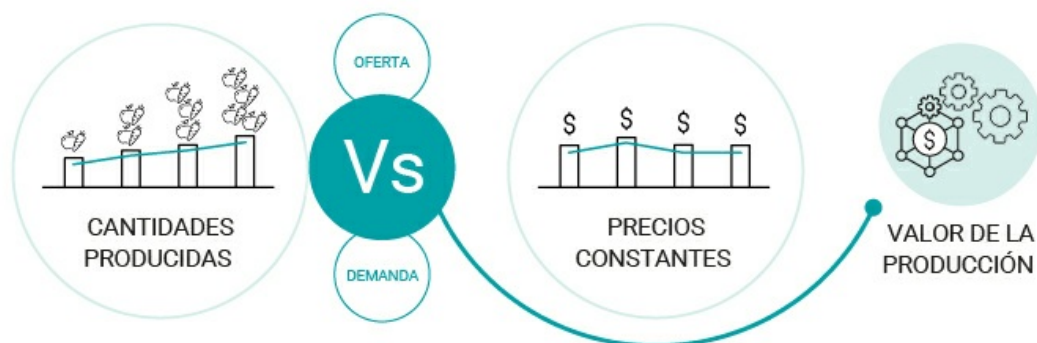 OFERTA
Vs
DEMANDA
CANTIDADES
PRODUCIDAS
$ $ $ $
PRECIOS
CONSTANTES
$
VALOR DE LA
PRODUCCIÓN